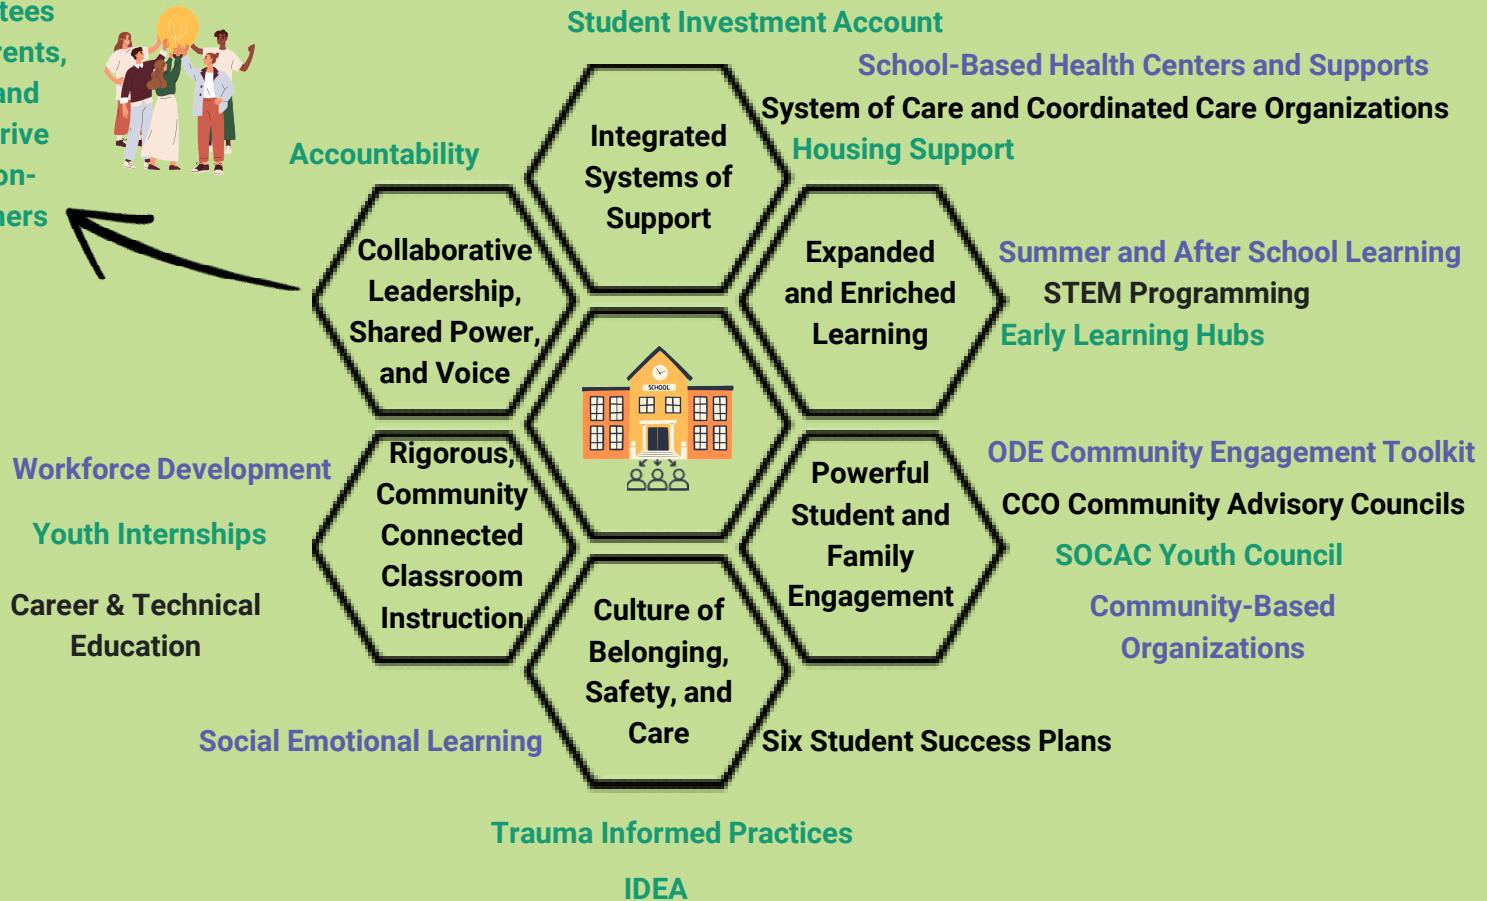 tees
rents,
and
rive
on-
ners
Student Investment Account
School-Based Health Centers and Supports
System of Care and Coordinated Care Organizations
Housing Support
Accountability
Integrated
Systems of
Support
Collaborative
Leadership,
Shared Power,
and Voice
Expanded
and Enriched
Learning
Summer and After School Learning
STEM Programming
Early Learning Hubs
SCHOOL
Workforce Development
Youth Internships
Career & Technical
Education
Rigorous,
Community
Connected
Classroom
Instruction
Powerful
Student and
Family
Engagement
ODE Community Engagement Toolkit
CCO Community Advisory Councils
SOCAC Youth Council
Community-Based
Organizations
Culture of
Belonging,
Safety, and
Care
Social Emotional Learning
Six Student Success Plans
Trauma Informed Practices
IDEA